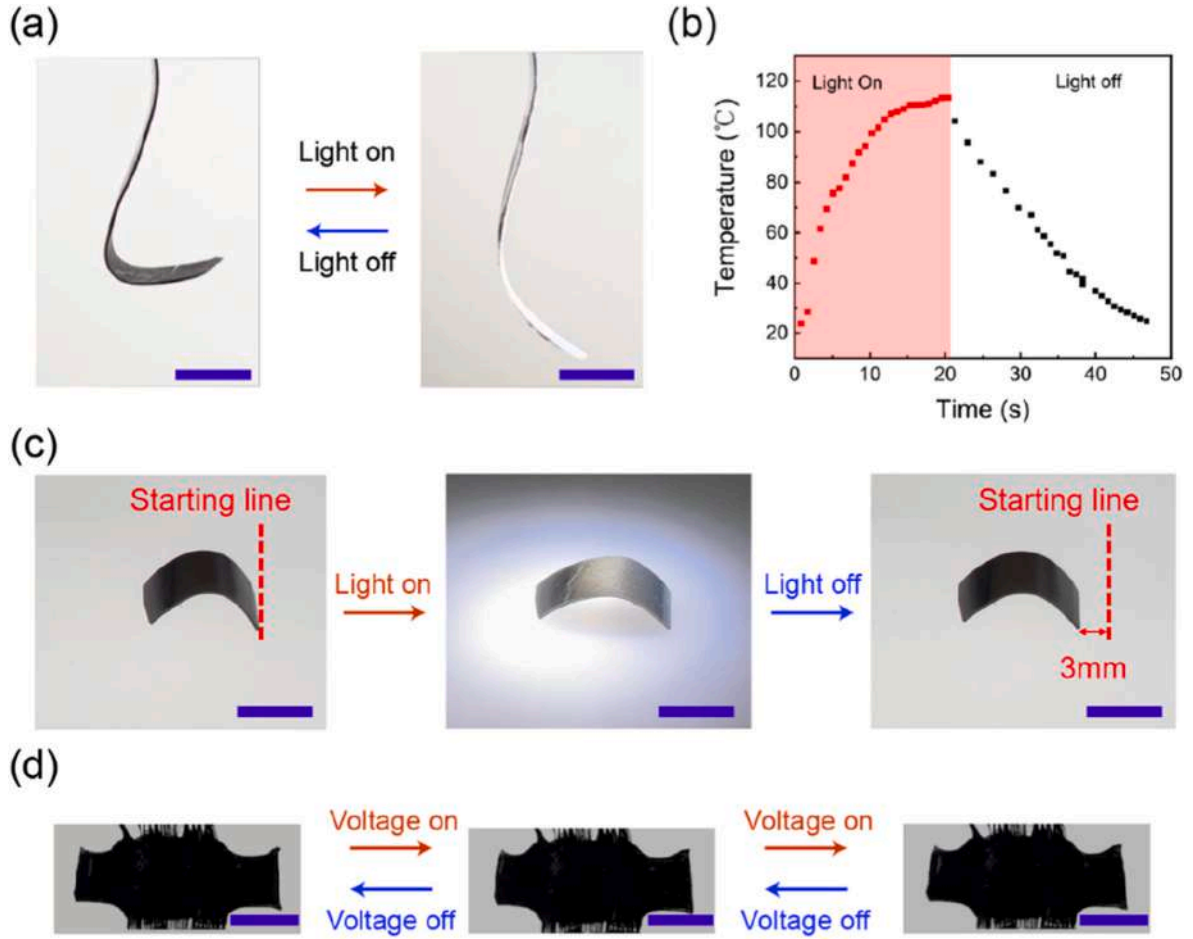 (a)
Light on
Light off
(b)
Light On
Light off
120
100
80
60
40
20
Temperature (℃)
0
10
20
30
40
50
Time (s)
(c)
Starting line
Light on
Light off
Starting line
3mm
(d)
Voltage on
Voltage off
Voltage on
Voltage off